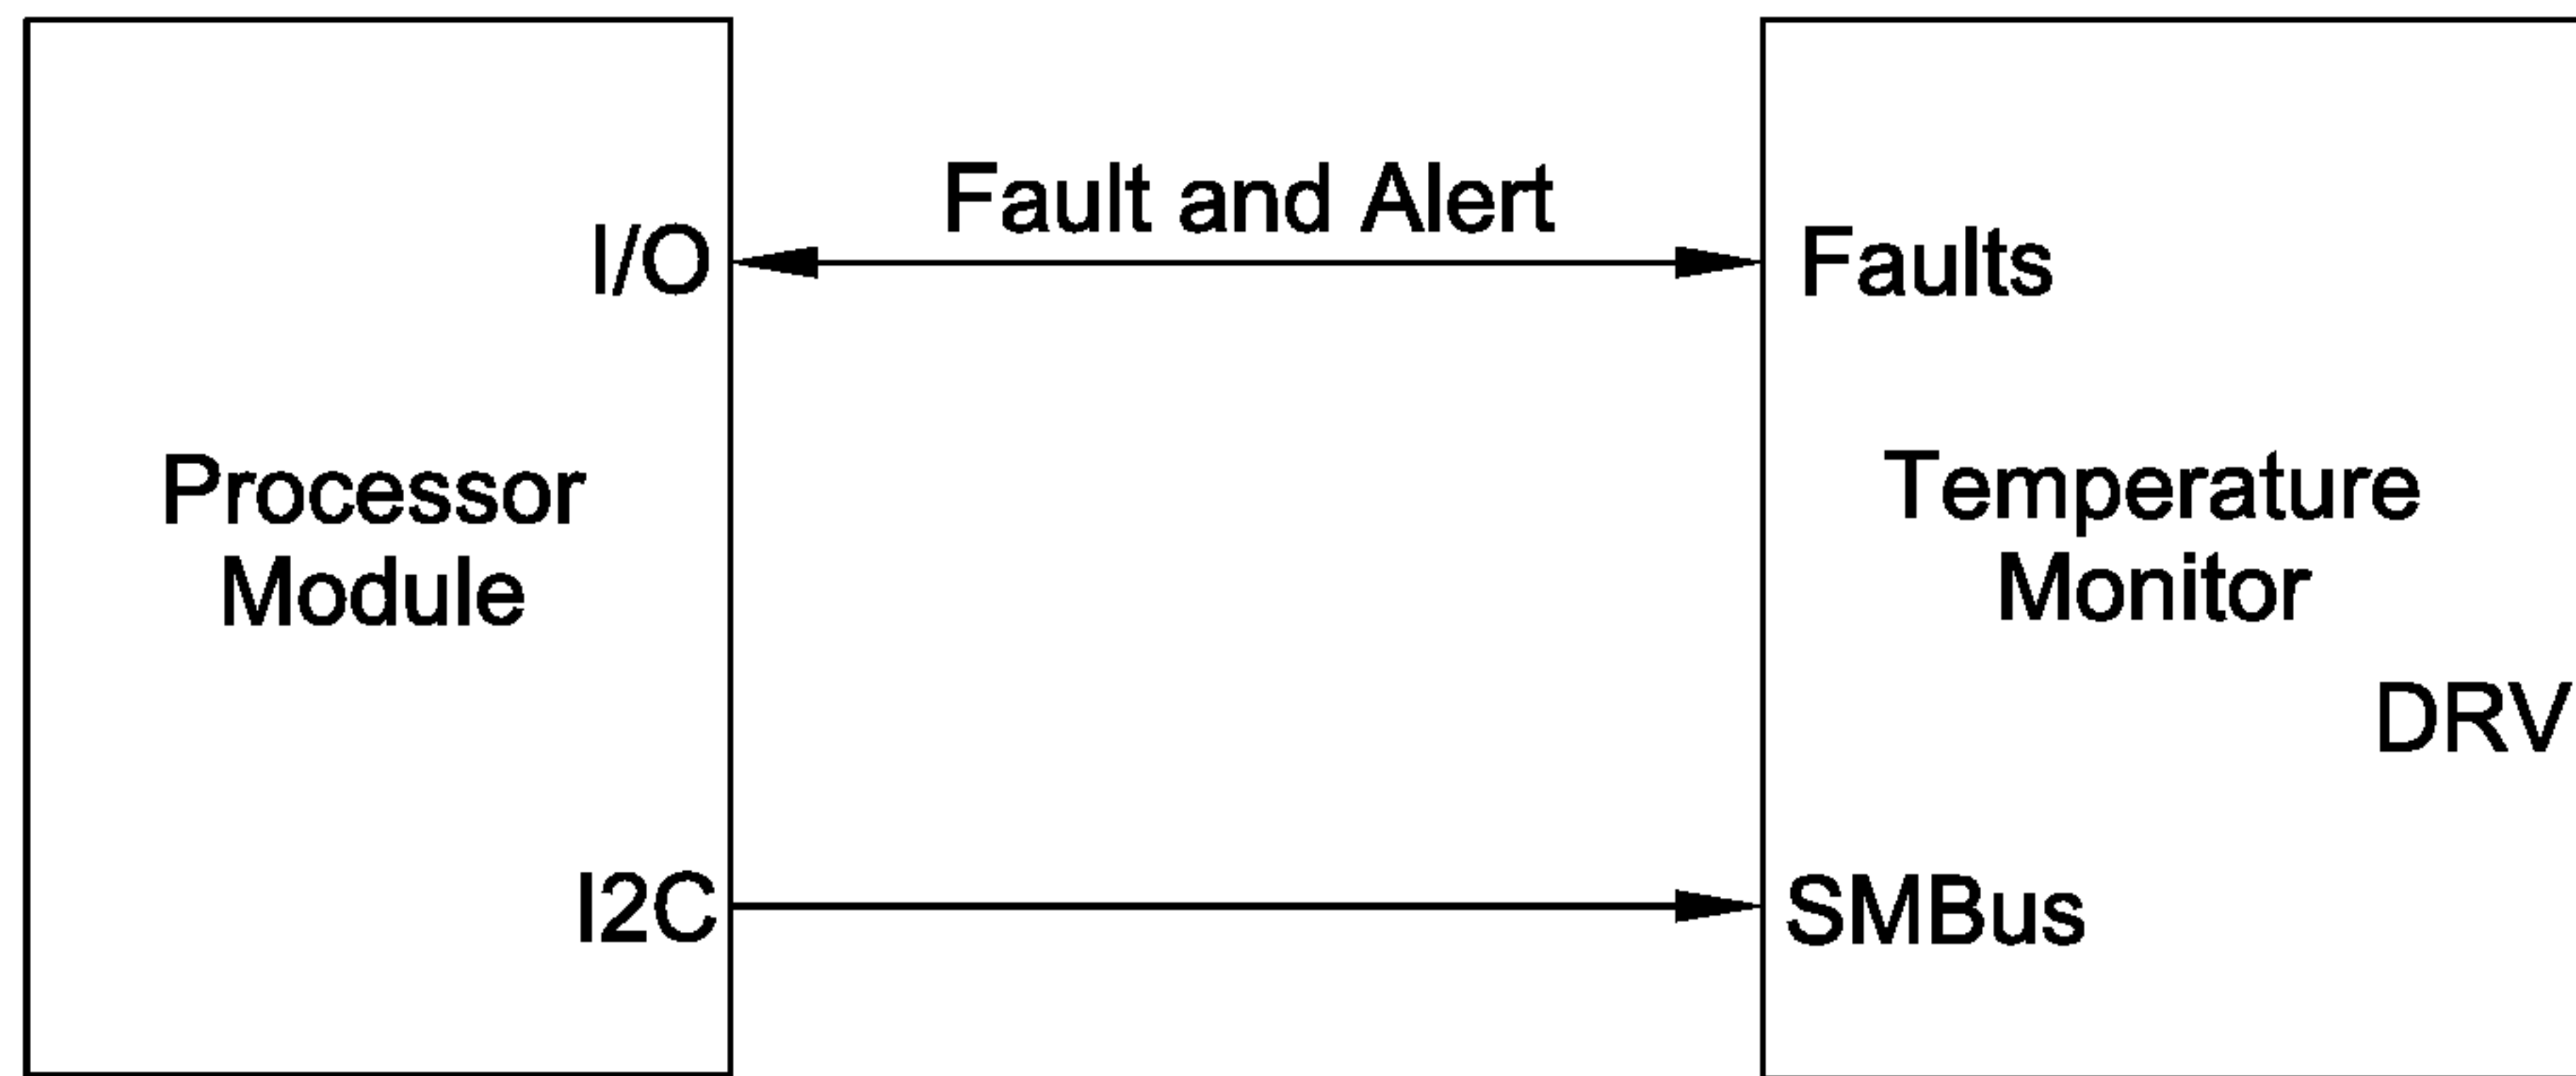 Fault and Alert
I/O
Faults
Processor
Module
Temperature
Monitor
DRV
I2C
SMBus